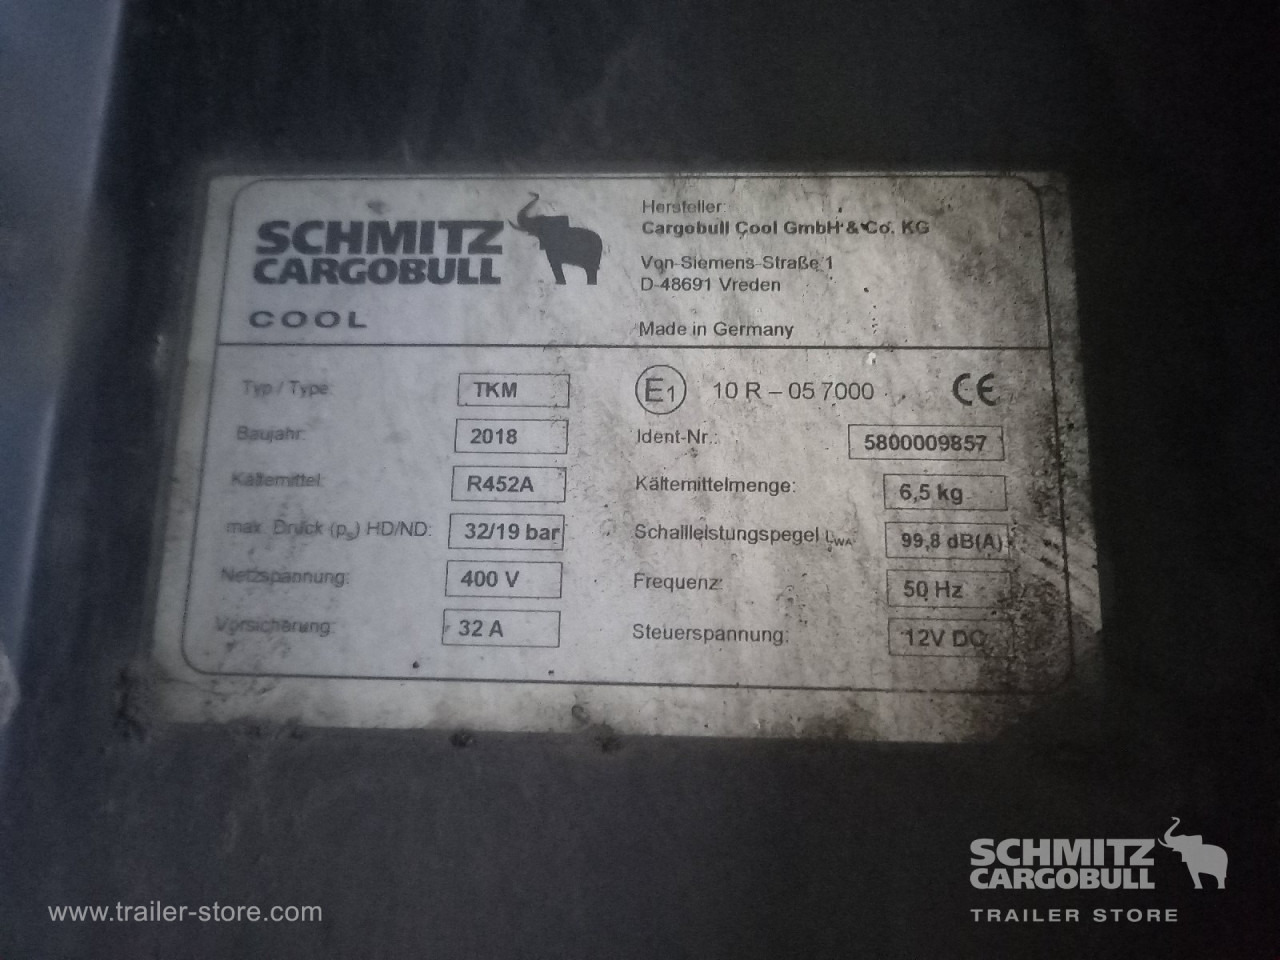 SCHMITZ
CARGOBULL
COOL
Hersteller:
Cargobull Cool GmbH & Co. KG
Von-Siemens-Straße 1
D-48691 Vreden
Made in Germany
Typ / Type: TKM
E1 10 R – 05 7000 CE
Baujahr: 2018
Ident-Nr.: 5800009857
Kältemittel: R452A
Kältemittelmenge: 6,5 kg
max. Druck (ps) HD/ND: 32/19 bar
Schallleistungspegel LWA: 99,8 dB(A)
Netzspannung: 400 V
Frequenz: 50 Hz
Vorsicherung: 32 A
Steuerspannung: 12V DC
SCHMITZ
CARGOBULL
TRAILER STORE
www.trailer-store.com